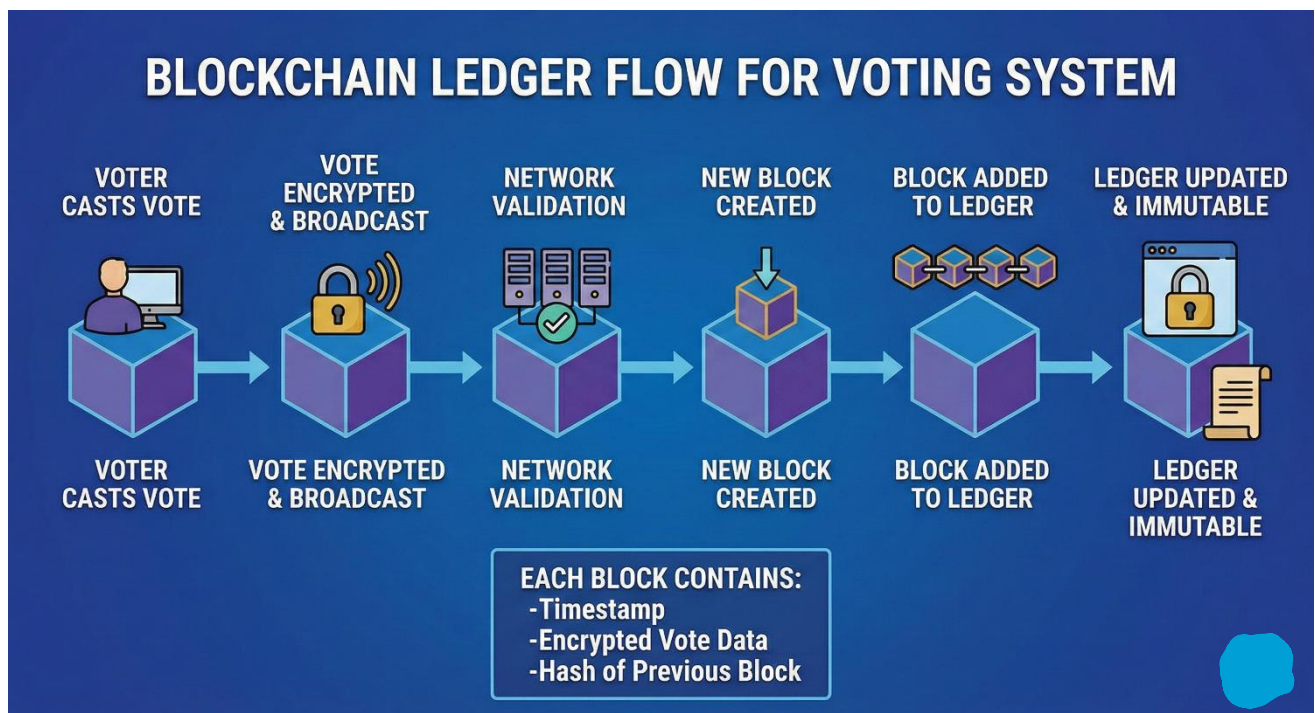 BLOCKCHAIN LEDGER FLOW FOR VOTING SYSTEM
VOTER
CASTS VOTE
VOTE
ENCRYPTED
& BROADCAST
NETWORK
VALIDATION
NEW BLOCK
CREATED
BLOCK ADDED
TO LEDGER
LEDGER UPDATED
& IMMUTABLE
VOTER
CASTS VOTE
VOTE ENCRYPTED
& BROADCAST
NETWORK
VALIDATION
NEW BLOCK
CREATED
BLOCK ADDED
TO LEDGER
LEDGER
UPDATED &
IMMUTABLE
EACH BLOCK CONTAINS:
-Timestamp
-Encrypted Vote Data
-Hash of Previous Block